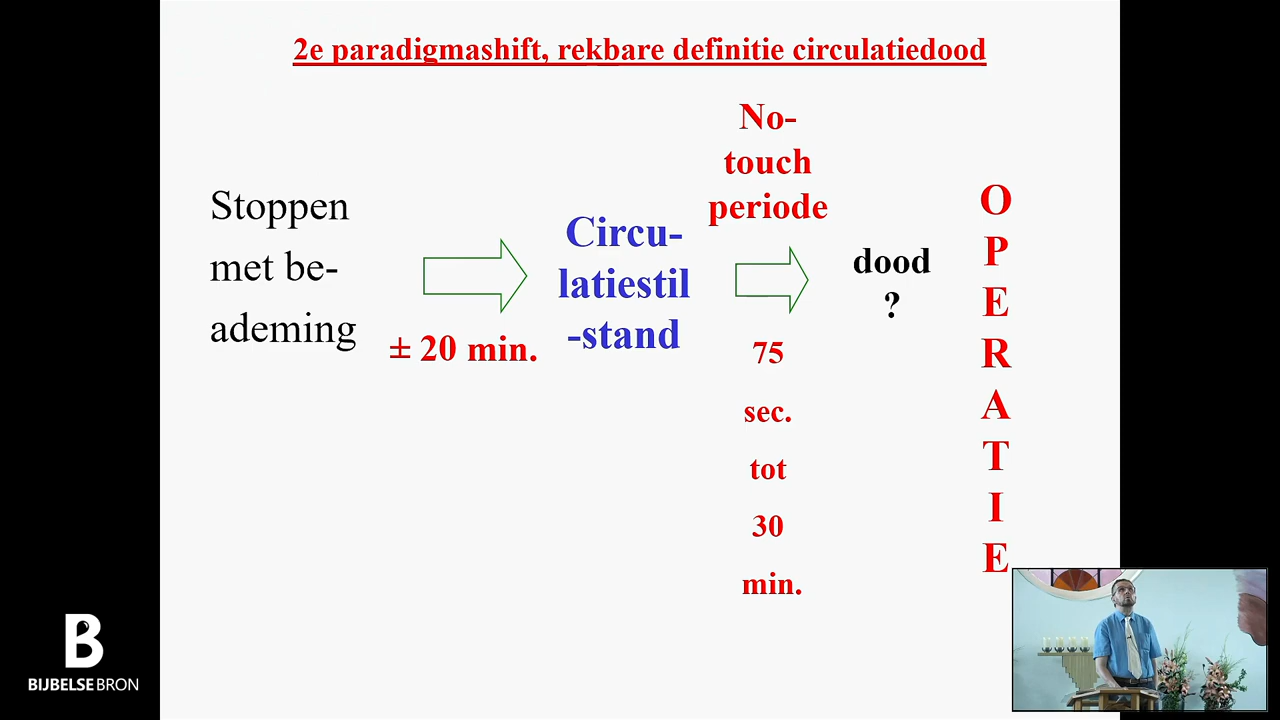 2e paradigmashift, rekbare definitie circulatiedood
Stoppen
met be-
ademing
± 20 min.
Circu-
latiestil
-stand
No-
touch
periode
75
sec.
tot
30
min.
dood
?
O
P
E
R
A
T
I
E
B
BIJBELSE BRON